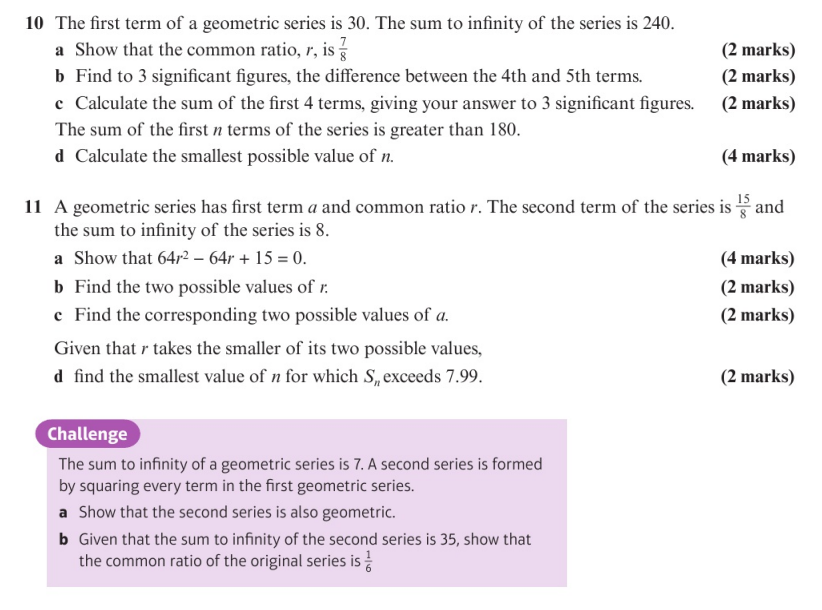 10 The first term of a geometric series is 30. The sum to infinity of the series is 240.
a Show that the common ratio, r, is 7/8 (2 marks)
b Find to 3 significant figures, the difference between the 4th and 5th terms. (2 marks)
c Calculate the sum of the first 4 terms, giving your answer to 3 significant figures. (2 marks)
The sum of the first n terms of the series is greater than 180.
d Calculate the smallest possible value of n. (4 marks)
11 A geometric series has first term a and common ratio r. The second term of the series is 15/8 and
the sum to infinity of the series is 8.
a Show that 64r² – 64r + 15 = 0. (4 marks)
b Find the two possible values of r. (2 marks)
c Find the corresponding two possible values of a. (2 marks)
Given that r takes the smaller of its two possible values,
d find the smallest value of n for which Sₙ exceeds 7.99. (2 marks)
Challenge
The sum to infinity of a geometric series is 7. A second series is formed
by squaring every term in the first geometric series.
a Show that the second series is also geometric.
b Given that the sum to infinity of the second series is 35, show that
the common ratio of the original series is 1/6